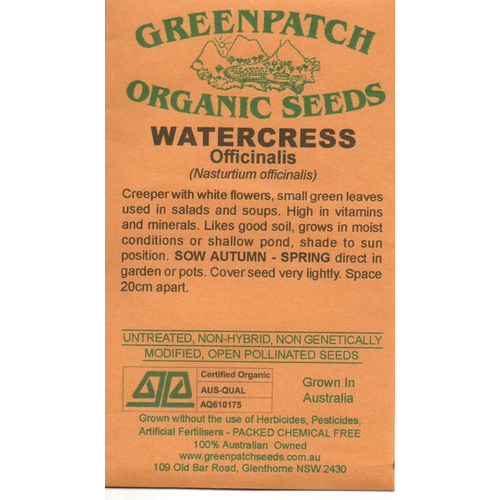 GREENPATCH
ORGANIC SEEDS
WATERCRESS
Officinalis
(Nasturtium officinalis)
Creeper with white flowers, small green leaves
used in salads and soups. High in vitamins
and minerals. Likes good soil, grows in moist
conditions or shallow pond, shade to sun
position. SOW AUTUMN - SPRING direct in
garden or pots. Cover seed very lightly. Space
20cm apart.
UNTREATED, NON-HYBRID, NON GENETICALLY
MODIFIED, OPEN POLLINATED SEEDS
Certified Organic
AUS-QUAL
AQ610175
Grown In
Australia
Grown without the use of Herbicides, Pesticides,
Artificial Fertilisers - PACKED CHEMICAL FREE
100% Australian Owned
www.greenpatchseeds.com.au
109 Old Bar Road, Glenthorne NSW 2430